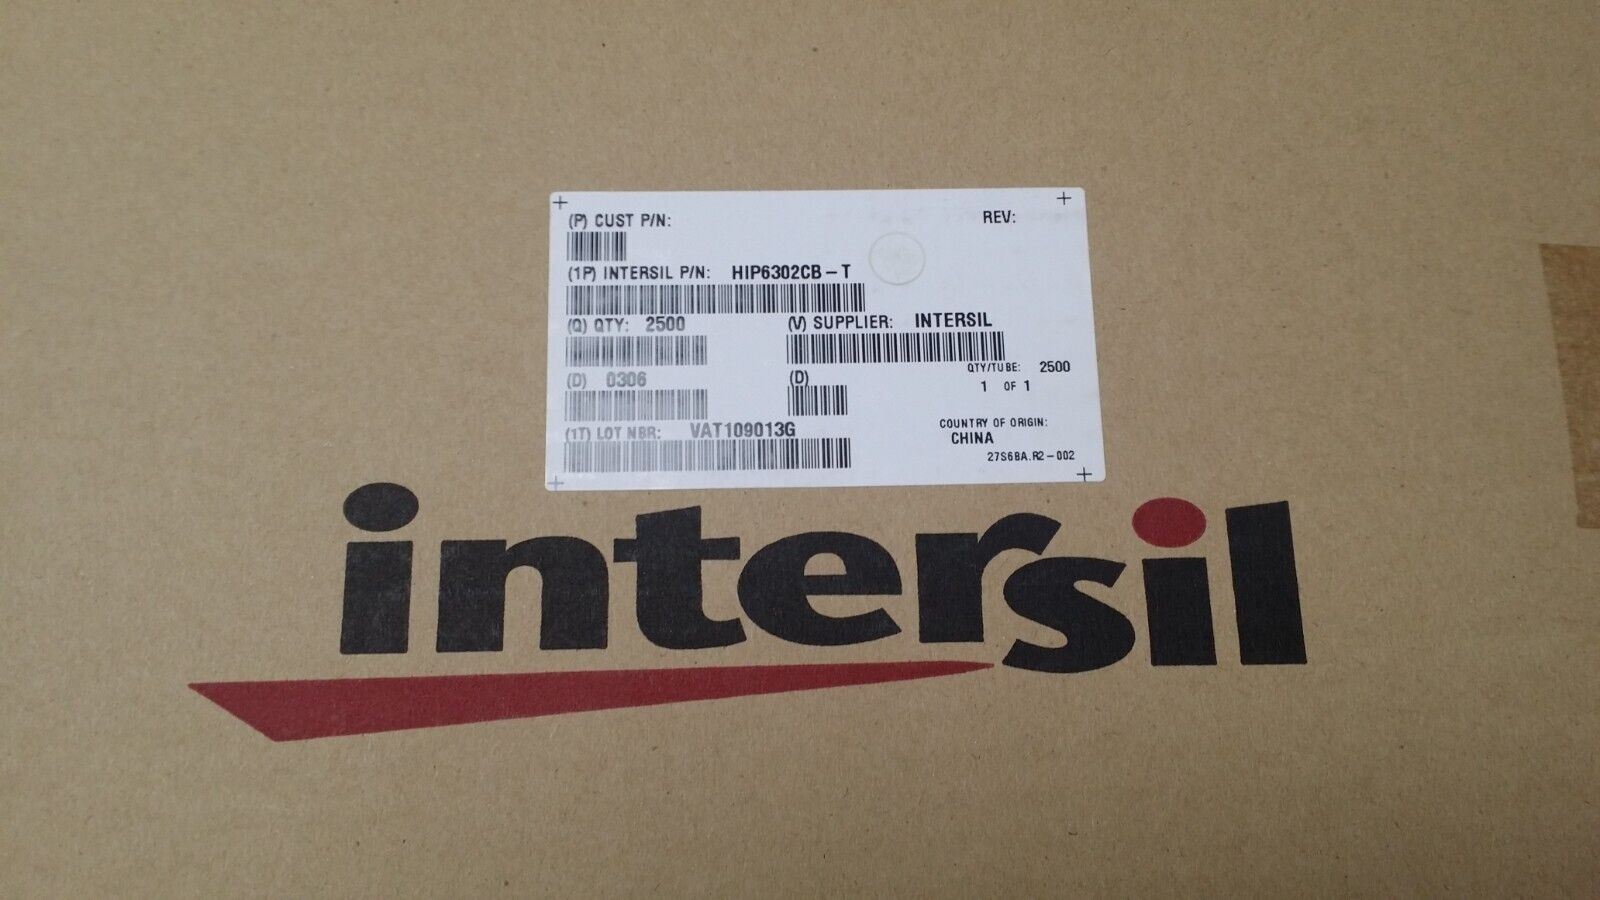 (P) CUST P/N: REV:
(1P) INTERSIL P/N: HIP6302CB-T
(Q) QTY: 2500 (V) SUPPLIER: INTERSIL
QTY/TUBE: 2500
(D) 0306 (D) 1 OF 1
COUNTRY OF ORIGIN:
(1T) LOT NBR: VAT109013G CHINA
27S6BA.R2-002
intersil